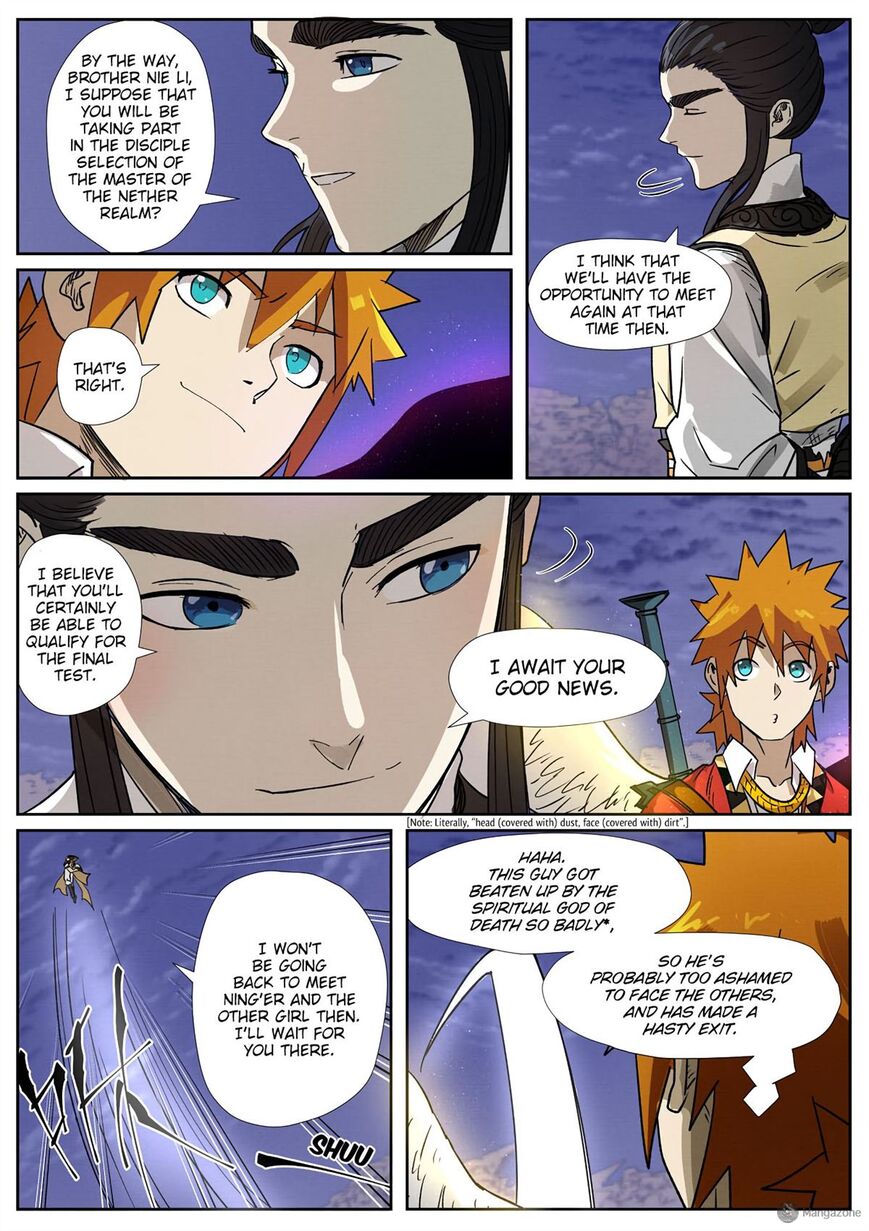 BY THE WAY,
BROTHER NIE LI,
I SUPPOSE THAT
YOU WILL BE
TAKING PART
IN THE DISCIPLE
SELECTION OF
THE MASTER OF
THE NETHER
REALM?
I THINK THAT
WE'LL HAVE THE
OPPORTUNITY TO MEET
AGAIN AT THAT
TIME THEN.
THAT'S
RIGHT.
I BELIEVE
THAT YOU'LL
CERTAINLY
BE ABLE TO
QUALIFY FOR
THE FINAL
TEST.
I AWAIT YOUR
GOOD NEWS.
[Note: Literally, "head (covered with) dust, face (covered with) dirt".]
I WON'T
BE GOING
BACK TO MEET
NING'ER AND THE
OTHER GIRL THEN.
I'LL WAIT FOR
YOU THERE.
SHUU
HAHA.
THIS GUY GOT
BEATEN UP BY THE
SPIRITUAL GOD OF
DEATH SO BADLY*,
SO HE'S
PROBABLY TOO ASHAMED
TO FACE THE OTHERS,
AND HAS MADE A
HASTY EXIT.
Mangazone